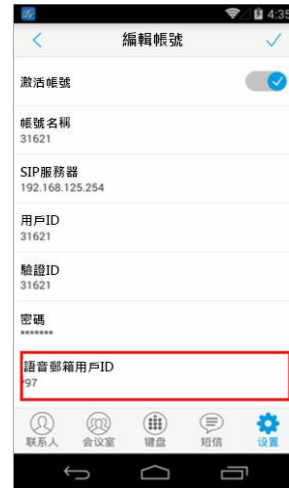 4:35
編輯帳號
激活帳號
帳號名稱
31621
SIP服務器
192.168.125.254
用戶ID
31621
驗證ID
31621
密碼
*******
語音郵箱用戶ID
*97
联系人 会议室 键盘 短信 设置